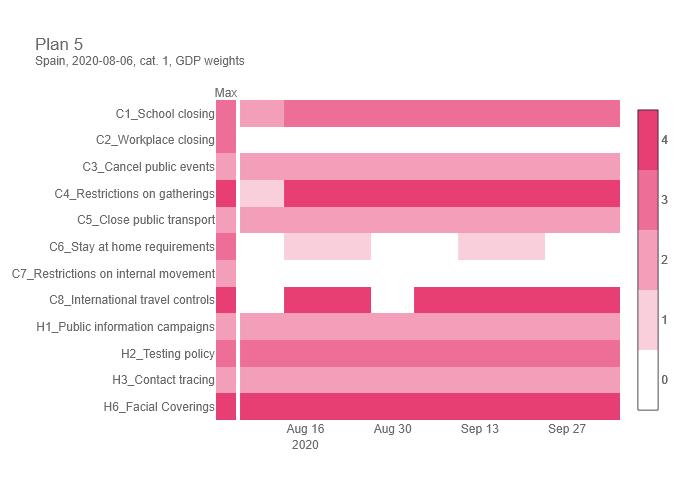 Plan 5
Spain, 2020-08-06, cat. 1, GDP weights
Max
C1_School closing
C2_Workplace closing
C3_Cancel public events
C4_Restrictions on gatherings
C5_Close public transport
C6_Stay at home requirements
C7_Restrictions on internal movement
C8_International travel controls
H1_Public information campaigns
H2_Testing policy
H3_Contact tracing
H6_Facial Coverings
Aug 16
2020
Aug 30
Sep 13
Sep 27
4
3
2
1
0